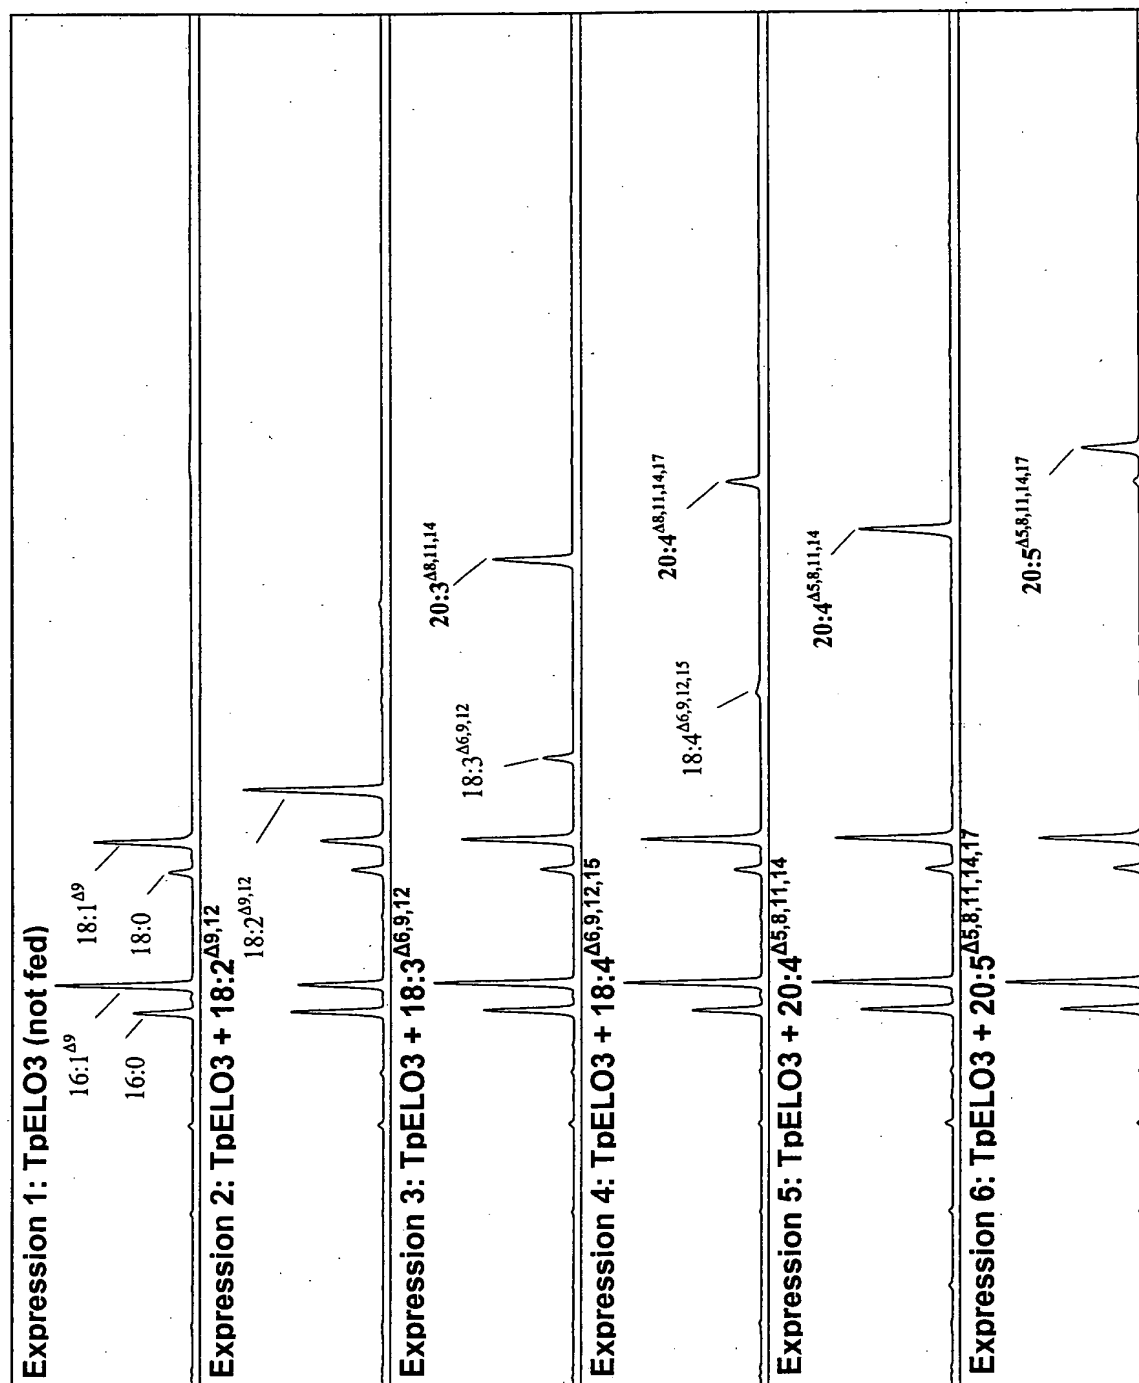 Expression 1: TpELO3 (not fed)
16:1Δ9
16:0
18:1Δ9
18:0
Expression 2: TpELO3 + 18:2Δ9,12
18:2Δ9,12
Expression 3: TpELO3 + 18:3Δ6,9,12
18:3Δ6,9,12
20:3Δ8,11,14
Expression 4: TpELO3 + 18:4Δ6,9,12,15
18:4Δ6,9,12,15
20:4Δ8,11,14,17
Expression 5: TpELO3 + 20:4Δ5,8,11,14
20:4Δ5,8,11,14
Expression 6: TpELO3 + 20:5Δ5,8,11,14,17
20:5Δ5,8,11,14,17